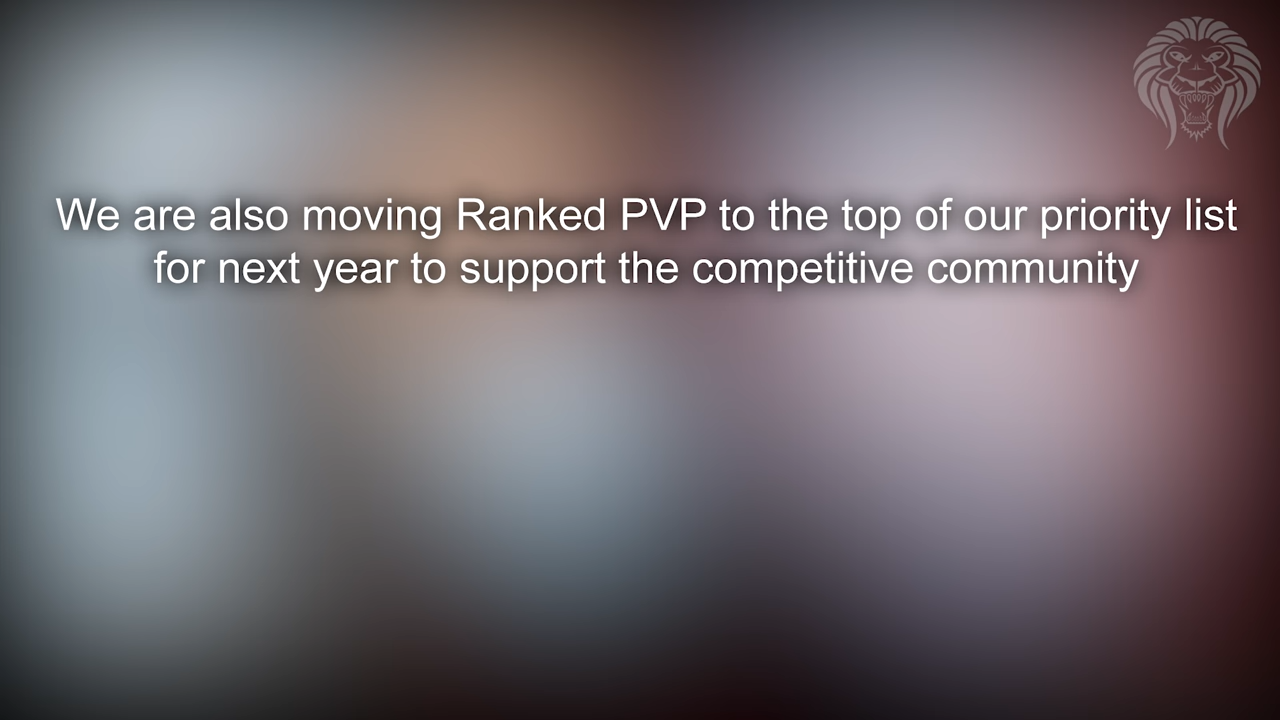 We are also moving Ranked PVP to the top of our priority list
for next year to support the competitive community